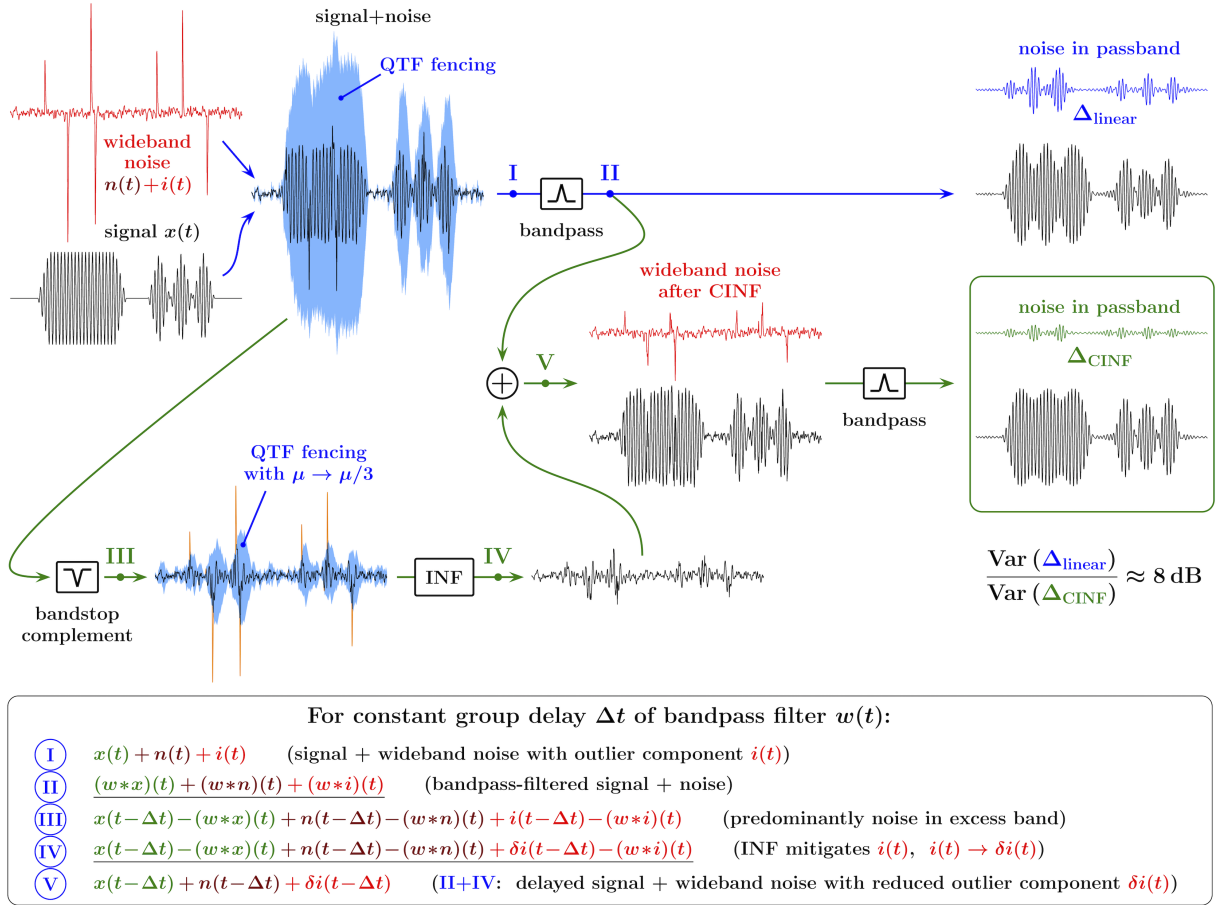 signal+noise
QTF fencing
wideband
noise
n(t)+i(t)
signal x(t)
I
II
bandpass
noise in passband
Δlinear
wideband noise
after CINF
V
bandpass
noise in passband
ΔCINF
QTF fencing
with μ → μ/3
III
bandstop
complement
INF
IV
Var (Δlinear)
Var (ΔCINF)
≈ 8 dB
For constant group delay Δt of bandpass filter w(t):
I x(t) + n(t) + i(t) (signal + wideband noise with outlier component i(t))
II (w∗x)(t) + (w∗n)(t) + (w∗i)(t) (bandpass-filtered signal + noise)
III x(t−Δt)−(w∗x)(t) + n(t−Δt)−(w∗n)(t) + i(t−Δt)−(w∗i)(t) (predominantly noise in excess band)
IV x(t−Δt)−(w∗x)(t) + n(t−Δt)−(w∗n)(t) + δi(t−Δt)−(w∗i)(t) (INF mitigates i(t), i(t) → δi(t))
V x(t−Δt) + n(t−Δt) + δi(t−Δt) (II+IV: delayed signal + wideband noise with reduced outlier component δi(t))